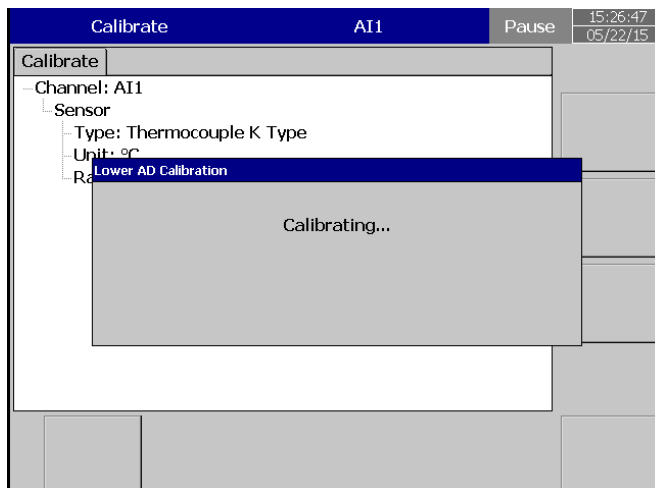 Calibrate AI1 Pause 15:26:47
05/22/15
Calibrate
Channel: AI1
Sensor
Type: Thermocouple K Type
Unit: °C
Lower AD Calibration
Calibrating...